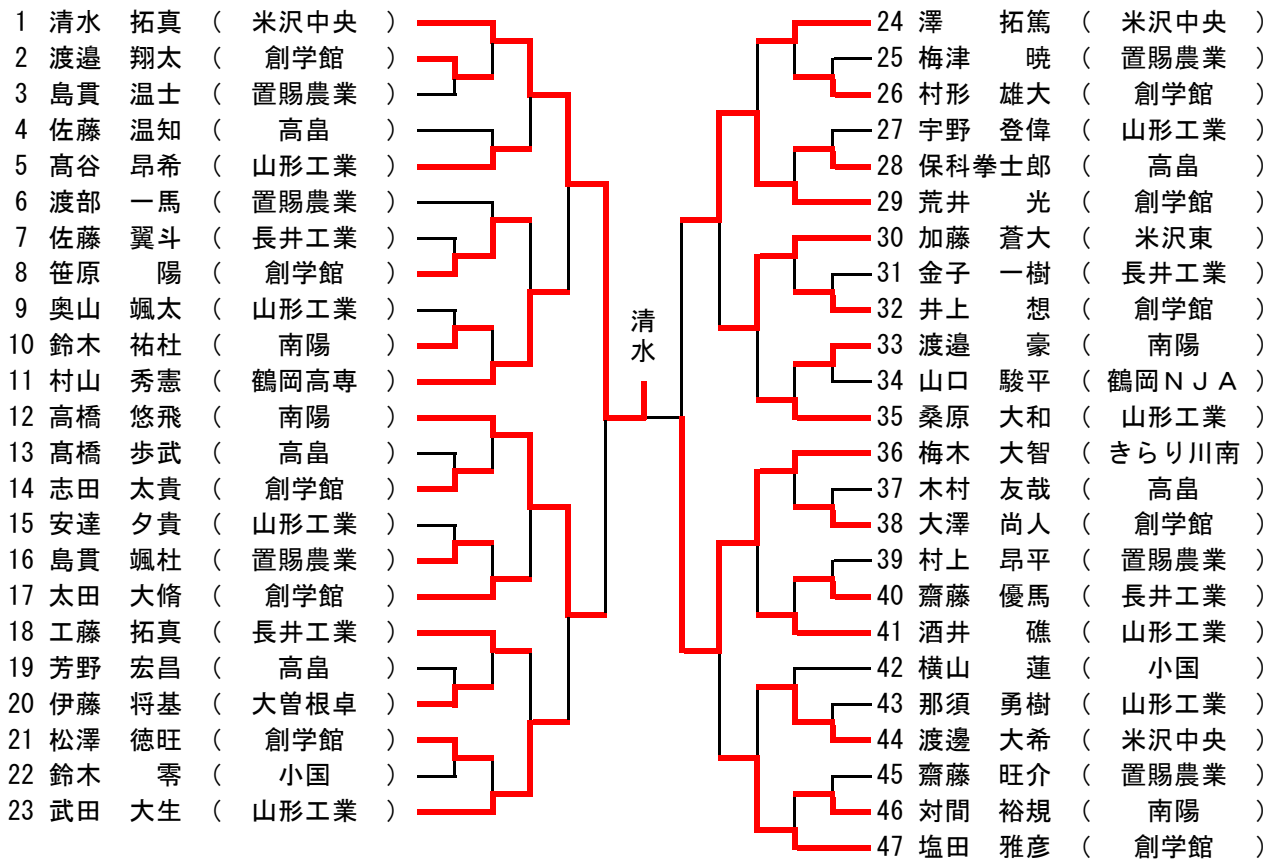 1 清水 拓真 ( 米沢中央 )
2 渡邉 翔太 ( 創学館 )
3 島貫 温士 ( 置賜農業 )
4 佐藤 温知 ( 高畠 )
5 髙谷 昂希 ( 山形工業 )
6 渡部 一馬 ( 置賜農業 )
7 佐藤 翼斗 ( 長井工業 )
8 笹原 陽 ( 創学館 )
9 奥山 颯太 ( 山形工業 )
10 鈴木 祐杜 ( 南陽 )
11 村山 秀憲 ( 鶴岡高専 )
12 高橋 悠飛 ( 南陽 )
13 髙橋 歩武 ( 高畠 )
14 志田 太貴 ( 創学館 )
15 安達 夕貴 ( 山形工業 )
16 島貫 颯杜 ( 置賜農業 )
17 太田 大脩 ( 創学館 )
18 工藤 拓真 ( 長井工業 )
19 芳野 宏昌 ( 高畠 )
20 伊藤 将基 ( 大曽根卓 )
21 松澤 徳旺 ( 創学館 )
22 鈴木 零 ( 小国 )
23 武田 大生 ( 山形工業 )
清水
24 澤 拓篤 ( 米沢中央 )
25 梅津 暁 ( 置賜農業 )
26 村形 雄大 ( 創学館 )
27 宇野 登偉 ( 山形工業 )
28 保科拳士郎 ( 高畠 )
29 荒井 光 ( 創学館 )
30 加藤 蒼大 ( 米沢東 )
31 金子 一樹 ( 長井工業 )
32 井上 想 ( 創学館 )
33 渡邉 豪 ( 南陽 )
34 山口 駿平 ( 鶴岡ＮＪＡ )
35 桑原 大和 ( 山形工業 )
36 梅木 大智 ( きらり川南 )
37 木村 友哉 ( 高畠 )
38 大澤 尚人 ( 創学館 )
39 村上 昂平 ( 置賜農業 )
40 齋藤 優馬 ( 長井工業 )
41 酒井 礁 ( 山形工業 )
42 横山 蓮 ( 小国 )
43 那須 勇樹 ( 山形工業 )
44 渡邊 大希 ( 米沢中央 )
45 齋藤 旺介 ( 置賜農業 )
46 対間 裕規 ( 南陽 )
47 塩田 雅彦 ( 創学館 )